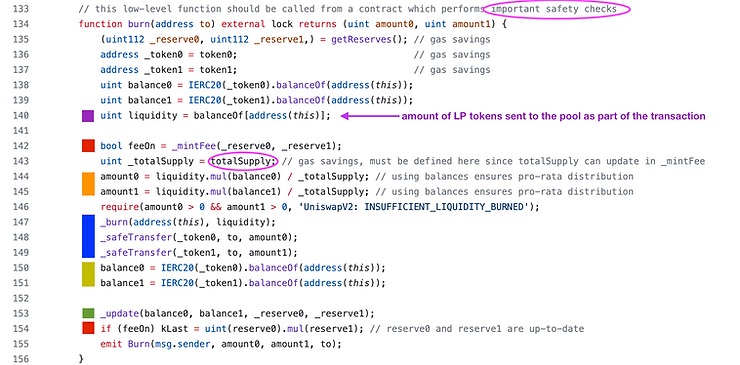 133 // this low-level function should be called from a contract which performs important safety checks
134 function burn(address to) external lock returns (uint amount0, uint amount1) {
135 (uint112 _reserve0, uint112 _reserve1,) = getReserves(); // gas savings
136 address _token0 = token0; // gas savings
137 address _token1 = token1; // gas savings
138 uint balance0 = IERC20(_token0).balanceOf(address(this));
139 uint balance1 = IERC20(_token1).balanceOf(address(this));
140 uint liquidity = balanceOf[address(this)]; amount of LP tokens sent to the pool as part of the transaction
141
142 bool feeOn = _mintFee(_reserve0, _reserve1);
143 uint _totalSupply = totalSupply; // gas savings, must be defined here since totalSupply can update in _mintFee
144 amount0 = liquidity.mul(balance0) / _totalSupply; // using balances ensures pro-rata distribution
145 amount1 = liquidity.mul(balance1) / _totalSupply; // using balances ensures pro-rata distribution
146 require(amount0 > 0 && amount1 > 0, 'UniswapV2: INSUFFICIENT_LIQUIDITY_BURNED');
147 _burn(address(this), liquidity);
148 _safeTransfer(_token0, to, amount0);
149 _safeTransfer(_token1, to, amount1);
150 balance0 = IERC20(_token0).balanceOf(address(this));
151 balance1 = IERC20(_token1).balanceOf(address(this));
152
153 _update(balance0, balance1, _reserve0, _reserve1);
154 if (feeOn) kLast = uint(reserve0).mul(reserve1); // reserve0 and reserve1 are up-to-date
155 emit Burn(msg.sender, amount0, amount1, to);
156 }